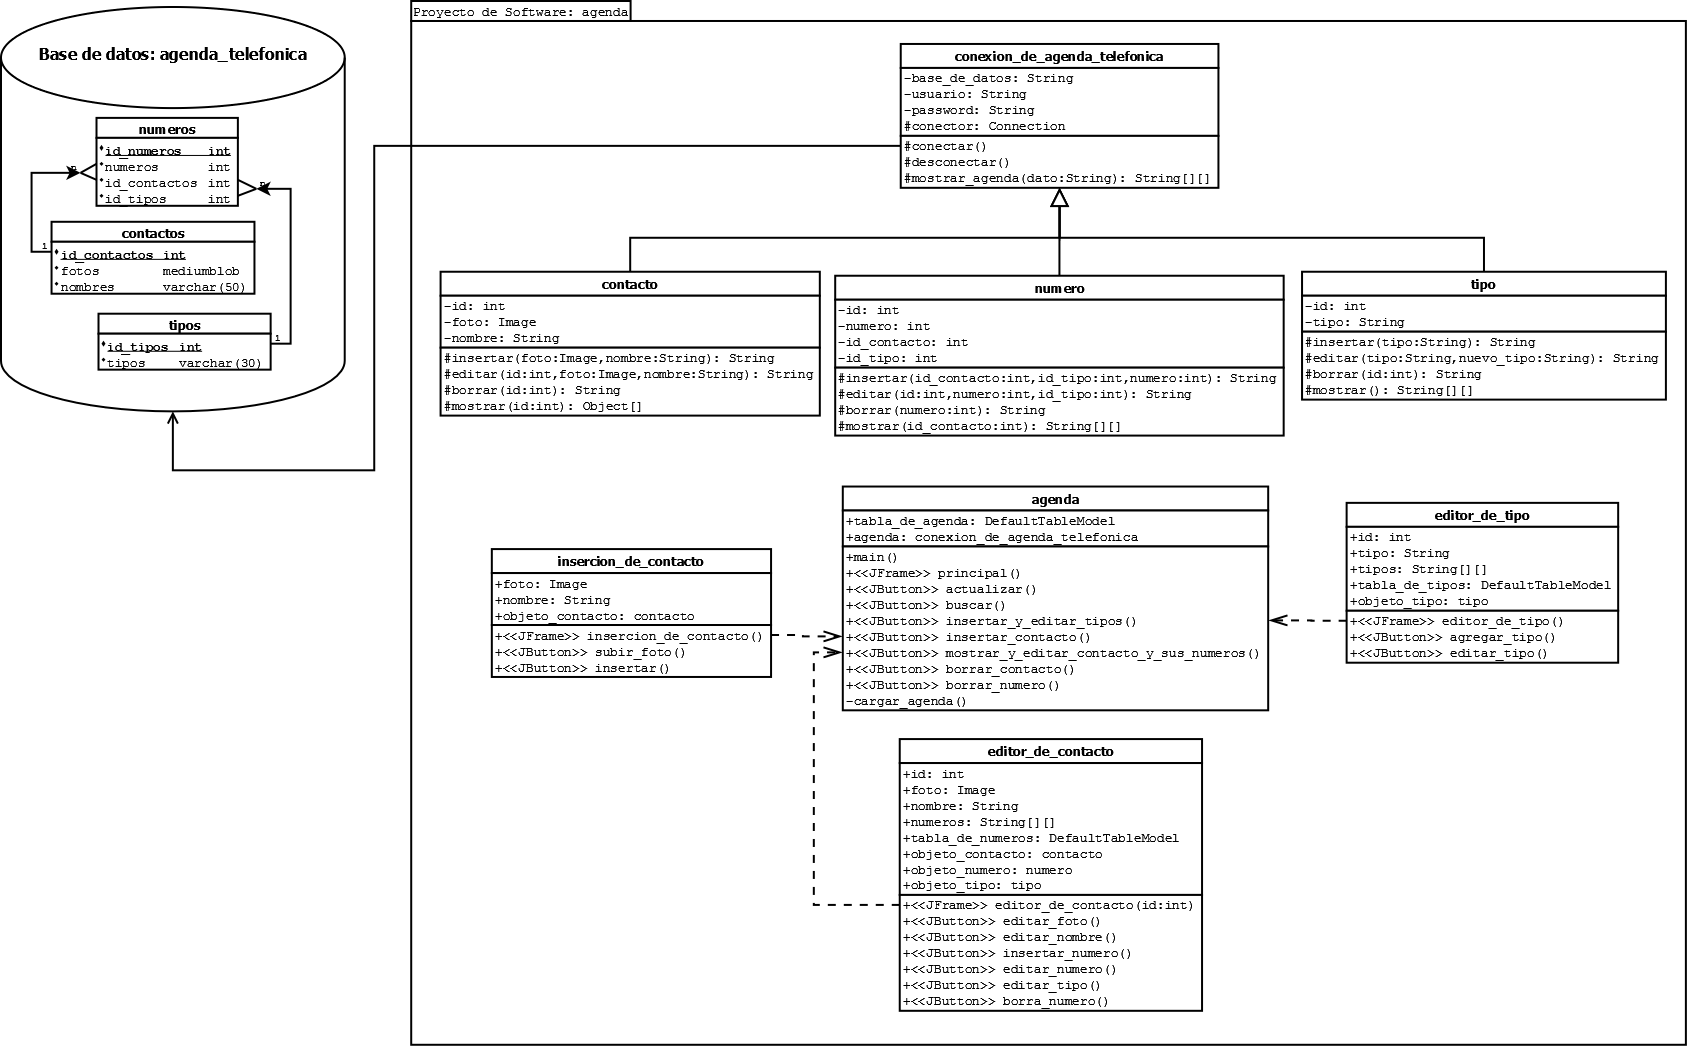 Proyecto de Software: agenda
Base de datos: agenda_telefonica
numeros
id_numeros int
numeros int
id_contactos int
id_tipos int
n
n
contactos
1
id_contactos int
fotos mediumblob
nombres varchar(50)
tipos
1
id_tipos int
tipos varchar(30)
conexion_de_agenda_telefonica
-base_de_datos: String
-usuario: String
-password: String
#conector: Connection
#conectar()
#desconectar()
#mostrar_agenda(dato:String): String[][]
contacto
-id: int
-foto: Image
-nombre: String
#insertar(foto:Image,nombre:String): String
#editar(id:int,foto:Image,nombre:String): String
#borrar(id:int): String
#mostrar(id:int): Object[]
numero
-id: int
-numero: int
-id_contacto: int
-id_tipo: int
#insertar(id_contacto:int,id_tipo:int,numero:int): String
#editar(id:int,numero:int,id_tipo:int): String
#borrar(numero:int): String
#mostrar(id_contacto:int): String[][]
tipo
-id: int
-tipo: String
#insertar(tipo:String): String
#editar(tipo:String,nuevo_tipo:String): String
#borrar(id:int): String
#mostrar(): String[][]
insercion_de_contacto
+foto: Image
+nombre: String
+objeto_contacto: contacto
+<<JFrame>> insercion_de_contacto()
+<<JButton>> subir_foto()
+<<JButton>> insertar()
agenda
+tabla_de_agenda: DefaultTableModel
+agenda: conexion_de_agenda_telefonica
+main()
+<<JFrame>> principal()
+<<JButton>> actualizar()
+<<JButton>> buscar()
+<<JButton>> insertar_y_editar_tipos()
+<<JButton>> insertar_contacto()
+<<JButton>> mostrar_y_editar_contacto_y_sus_numeros()
+<<JButton>> borrar_contacto()
+<<JButton>> borrar_numero()
-cargar_agenda()
editor_de_tipo
+id: int
+tipo: String
+tipos: String[][]
+tabla_de_tipos: DefaultTableModel
+objeto_tipo: tipo
+<<JFrame>> editor_de_tipo()
+<<JButton>> agregar_tipo()
+<<JButton>> editar_tipo()
editor_de_contacto
+id: int
+foto: Image
+nombre: String
+numeros: String[][]
+tabla_de_numeros: DefaultTableModel
+objeto_contacto: contacto
+objeto_numero: numero
+objeto_tipo: tipo
+<<JFrame>> editor_de_contacto(id:int)
+<<JButton>> editar_foto()
+<<JButton>> editar_nombre()
+<<JButton>> insertar_numero()
+<<JButton>> editar_numero()
+<<JButton>> editar_tipo()
+<<JButton>> borra_numero()